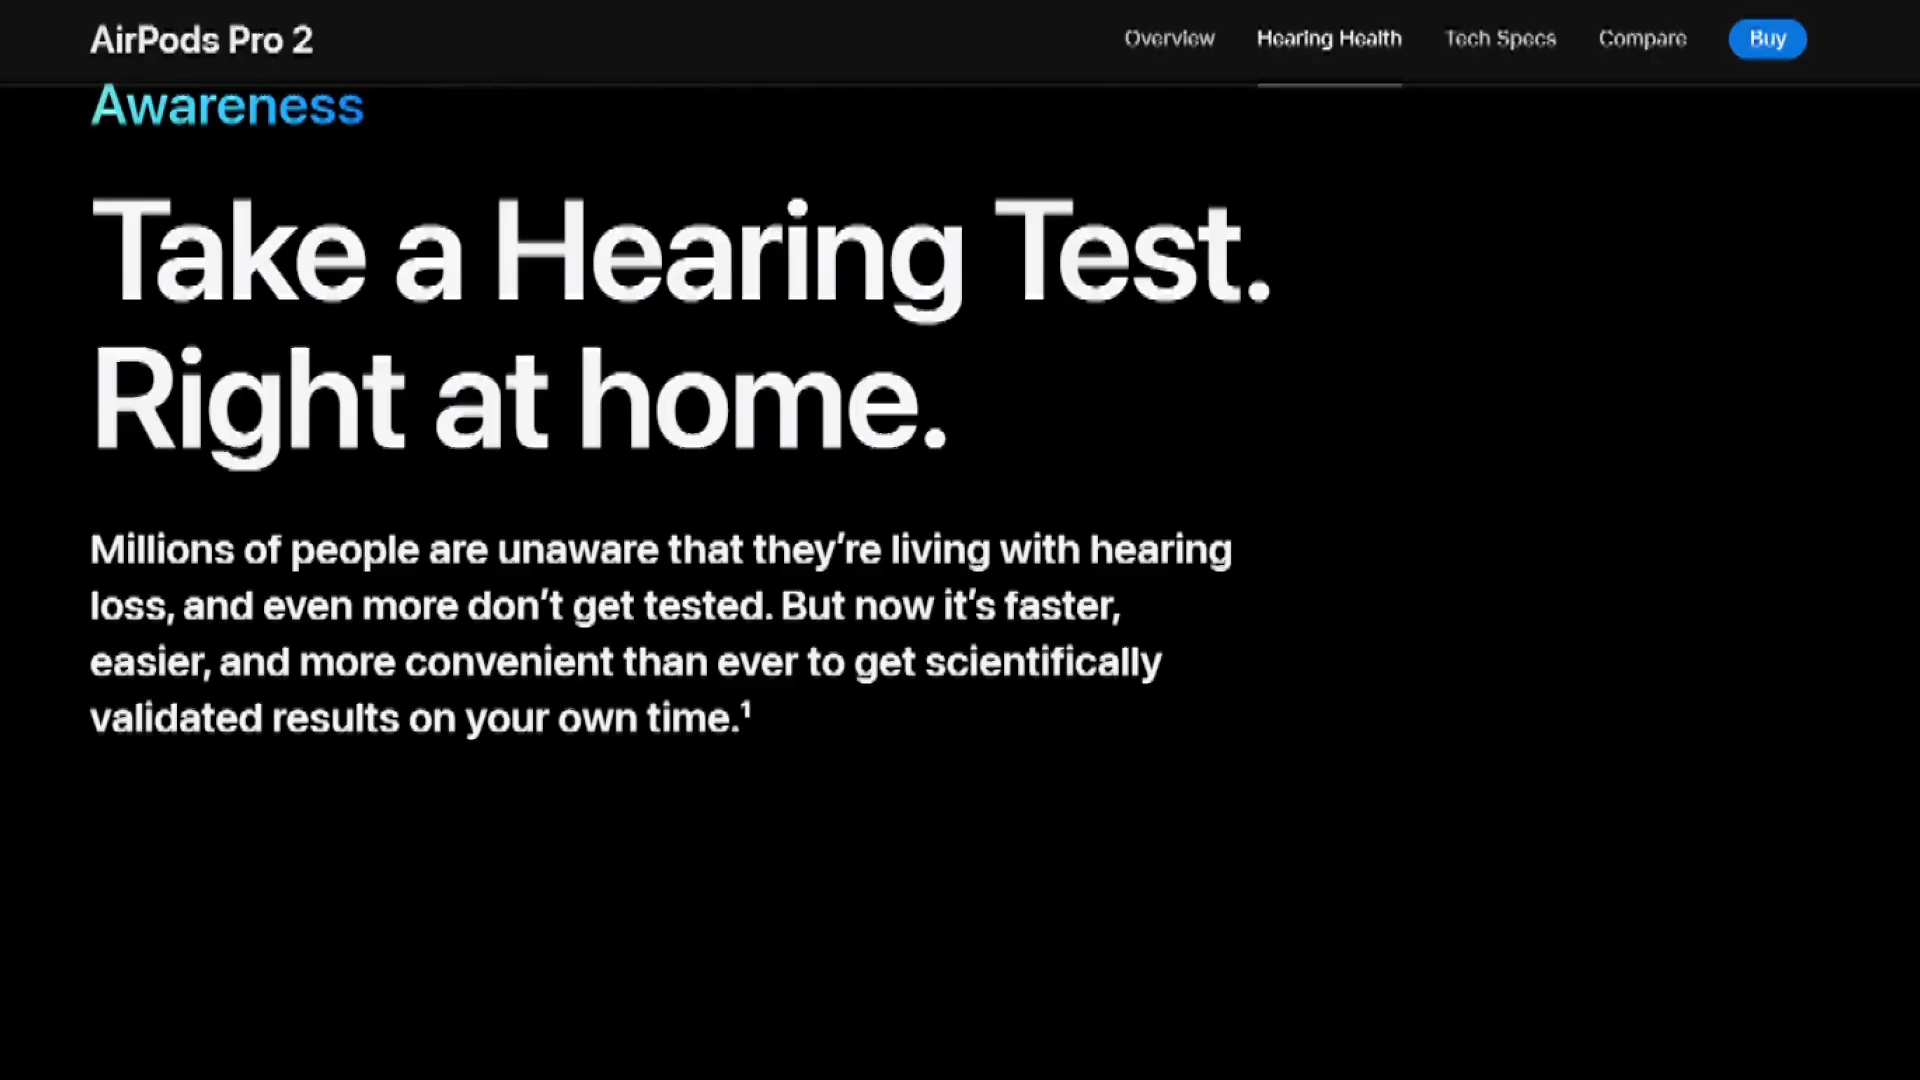 AirPods Pro 2
Overview
Hearing Health
Tech Specs
Compare
Buy
Awareness
Take a Hearing Test.
Right at home.
Millions of people are unaware that they’re living with hearing
loss, and even more don’t get tested. But now it’s faster,
easier, and more convenient than ever to get scientifically
validated results on your own time.¹